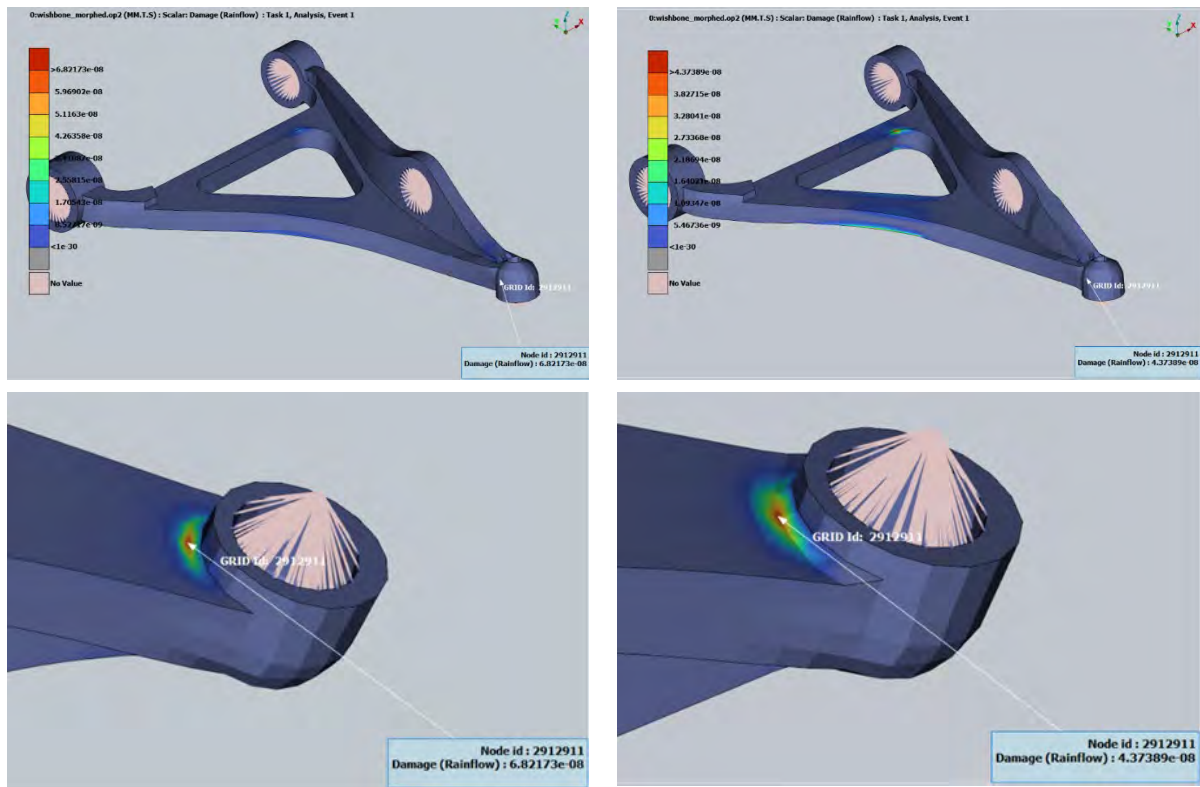 0:wishbone_morphed.op2 (MM.T.S) : Scalar: Damage (Rainflow) : Task 1, Analysis, Event 1
>6.82173e-08
5.96902e-08
5.1163e-08
4.26358e-08
2.55815e-08
1.70543e-08
<1e-30
No Value
GRID Id: 2912911
Node id : 2912911
Damage (Rainflow) : 6.82173e-08
0:wishbone_morphed.op2 (MM.T.S) : Scalar: Damage (Rainflow) : Task 1, Analysis, Event 1
>4.37389e-08
3.82715e-08
3.28041e-08
2.73368e-08
2.18694e-08
1.09347e-08
5.46736e-09
<1e-30
No Value
GRID Id: 2912911
Node id : 2912911
Damage (Rainflow) : 4.37389e-08
GRID Id: 2912911
Node id : 2912911
Damage (Rainflow) : 6.82173e-08
GRID Id: 2912911
Node id : 2912911
Damage (Rainflow) : 4.37389e-08